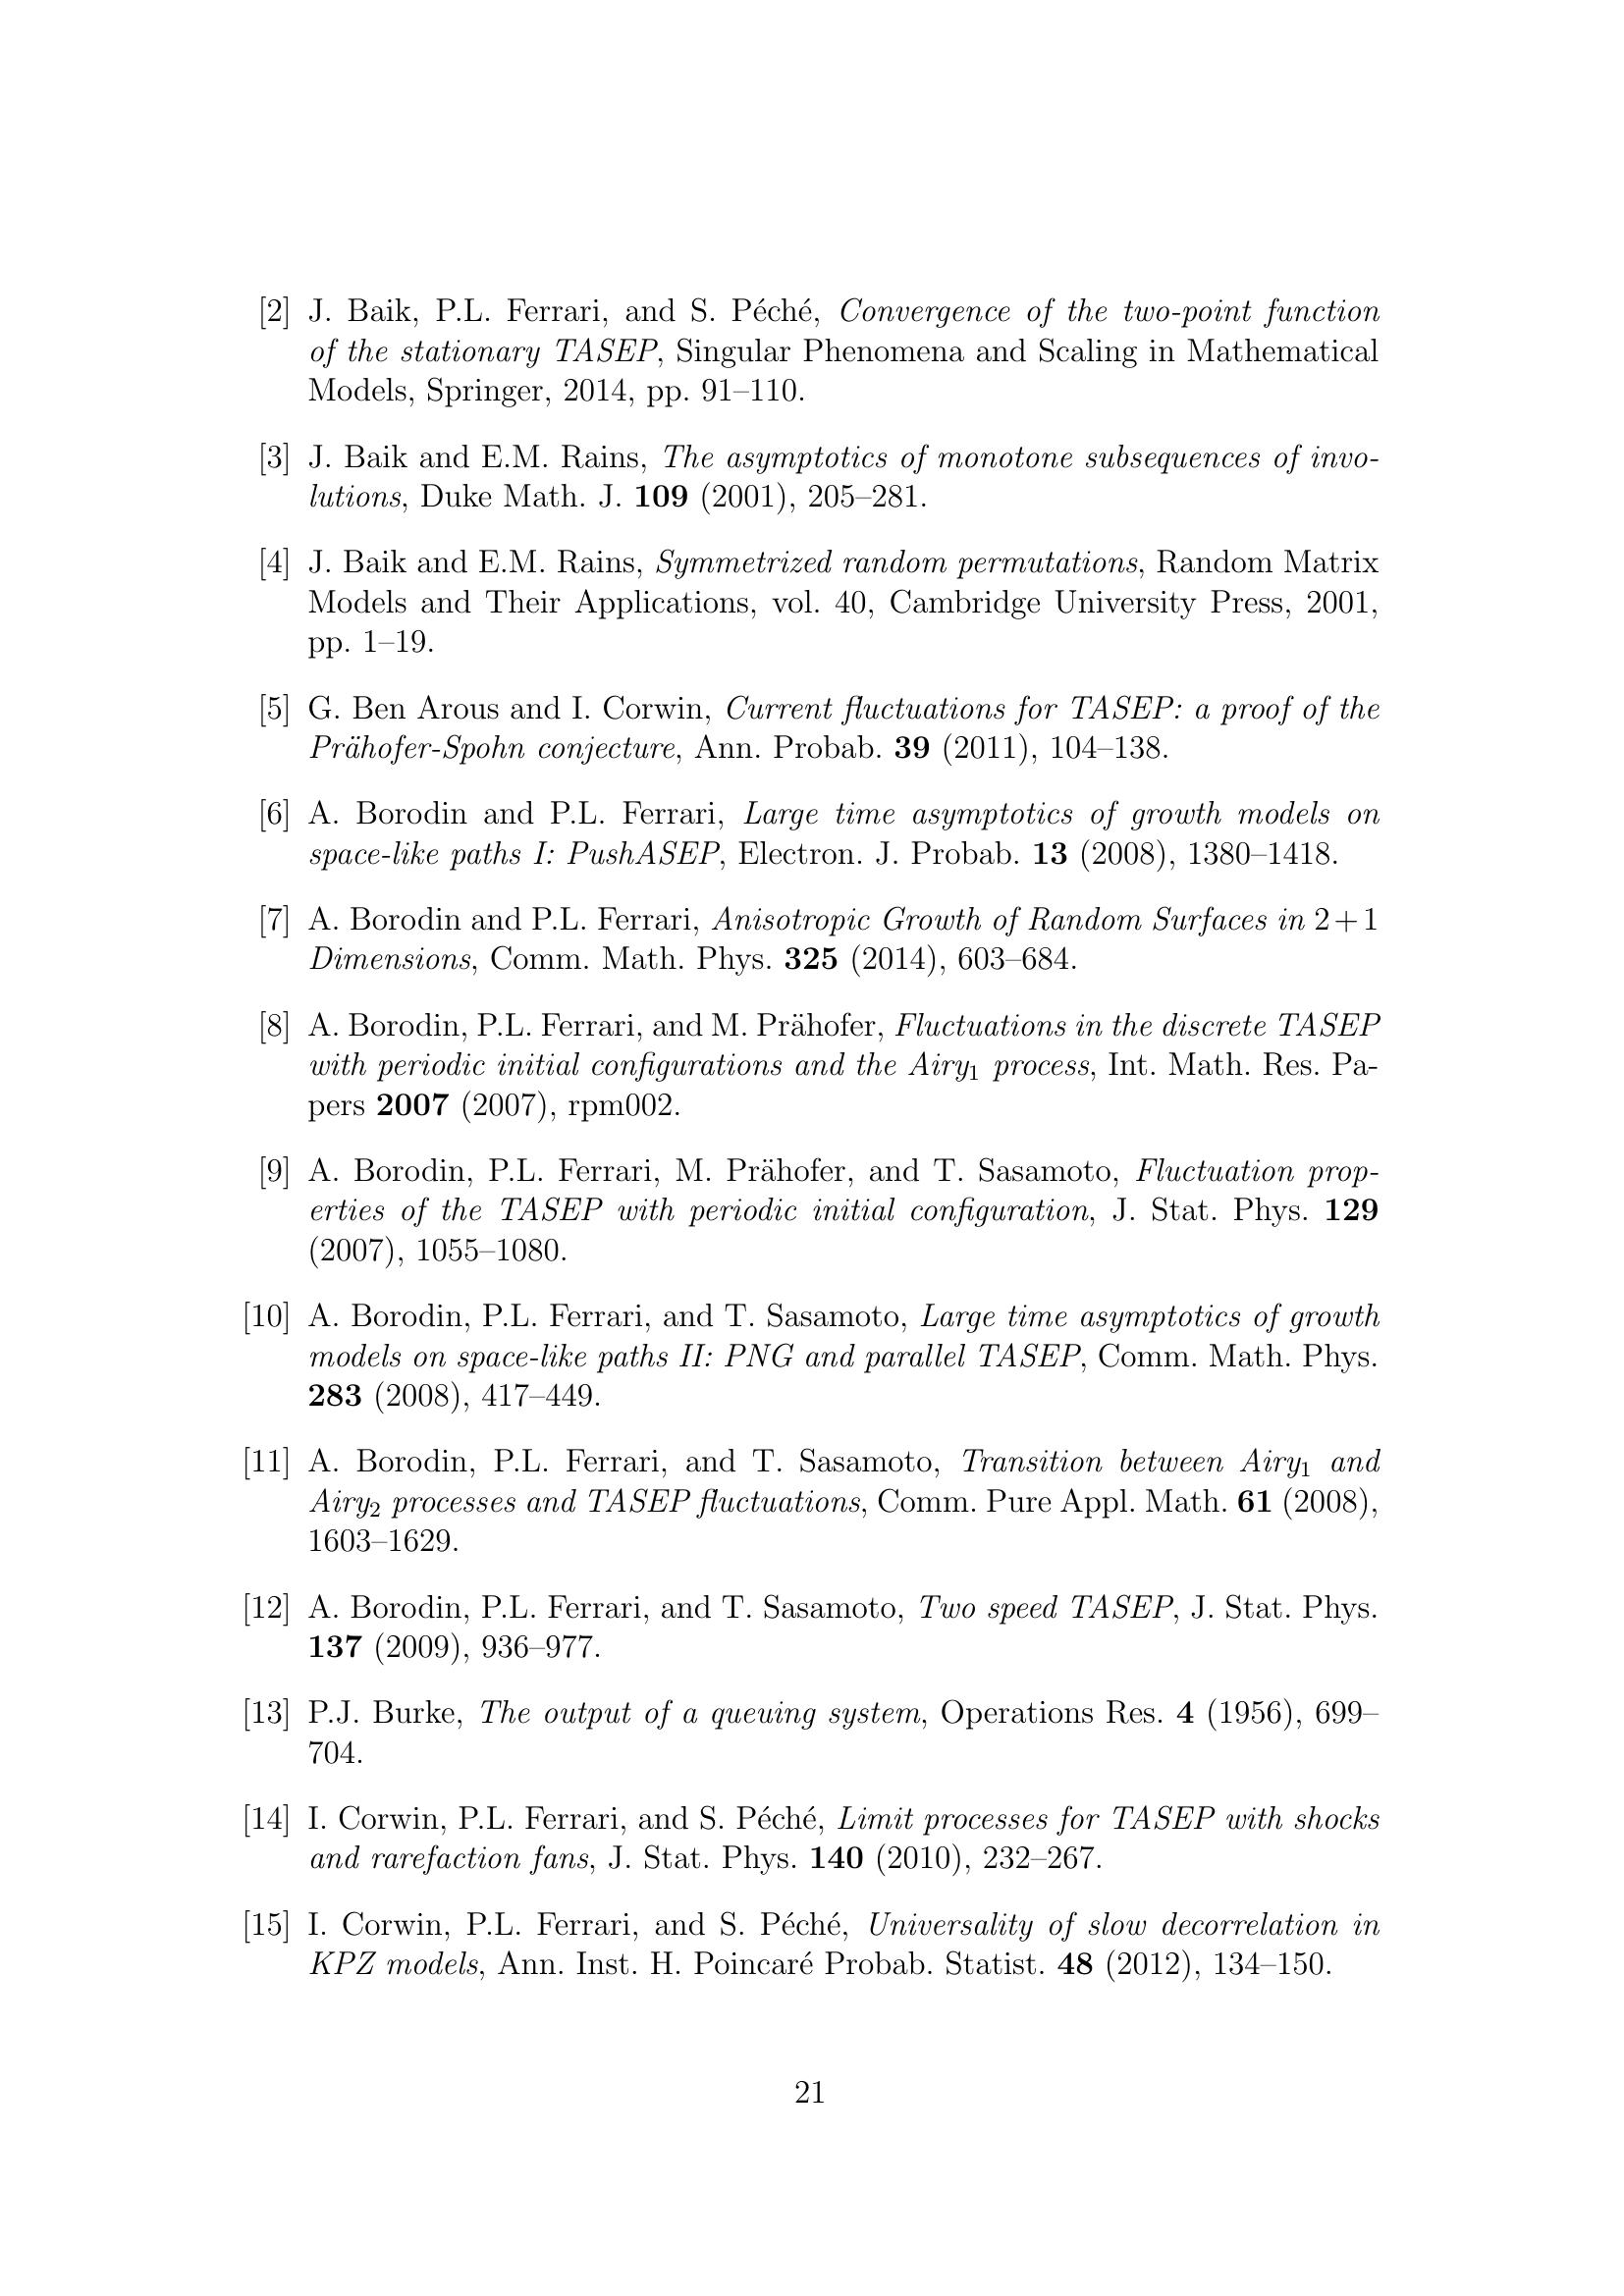 [2] J. Baik, P.L. Ferrari, and S. Péché, Convergence of the two-point function
of the stationary TASEP, Singular Phenomena and Scaling in Mathematical
Models, Springer, 2014, pp. 91–110.
[3] J. Baik and E.M. Rains, The asymptotics of monotone subsequences of invo-
lutions, Duke Math. J. 109 (2001), 205–281.
[4] J. Baik and E.M. Rains, Symmetrized random permutations, Random Matrix
Models and Their Applications, vol. 40, Cambridge University Press, 2001,
pp. 1–19.
[5] G. Ben Arous and I. Corwin, Current fluctuations for TASEP: a proof of the
Prähofer-Spohn conjecture, Ann. Probab. 39 (2011), 104–138.
[6] A. Borodin and P.L. Ferrari, Large time asymptotics of growth models on
space-like paths I: PushASEP, Electron. J. Probab. 13 (2008), 1380–1418.
[7] A. Borodin and P.L. Ferrari, Anisotropic Growth of Random Surfaces in 2 + 1
Dimensions, Comm. Math. Phys. 325 (2014), 603–684.
[8] A. Borodin, P.L. Ferrari, and M. Prähofer, Fluctuations in the discrete TASEP
with periodic initial configurations and the Airy₁ process, Int. Math. Res. Pa-
pers 2007 (2007), rpm002.
[9] A. Borodin, P.L. Ferrari, M. Prähofer, and T. Sasamoto, Fluctuation prop-
erties of the TASEP with periodic initial configuration, J. Stat. Phys. 129
(2007), 1055–1080.
[10] A. Borodin, P.L. Ferrari, and T. Sasamoto, Large time asymptotics of growth
models on space-like paths II: PNG and parallel TASEP, Comm. Math. Phys.
283 (2008), 417–449.
[11] A. Borodin, P.L. Ferrari, and T. Sasamoto, Transition between Airy₁ and
Airy₂ processes and TASEP fluctuations, Comm. Pure Appl. Math. 61 (2008),
1603–1629.
[12] A. Borodin, P.L. Ferrari, and T. Sasamoto, Two speed TASEP, J. Stat. Phys.
137 (2009), 936–977.
[13] P.J. Burke, The output of a queuing system, Operations Res. 4 (1956), 699–
704.
[14] I. Corwin, P.L. Ferrari, and S. Péché, Limit processes for TASEP with shocks
and rarefaction fans, J. Stat. Phys. 140 (2010), 232–267.
[15] I. Corwin, P.L. Ferrari, and S. Péché, Universality of slow decorrelation in
KPZ models, Ann. Inst. H. Poincaré Probab. Statist. 48 (2012), 134–150.
21